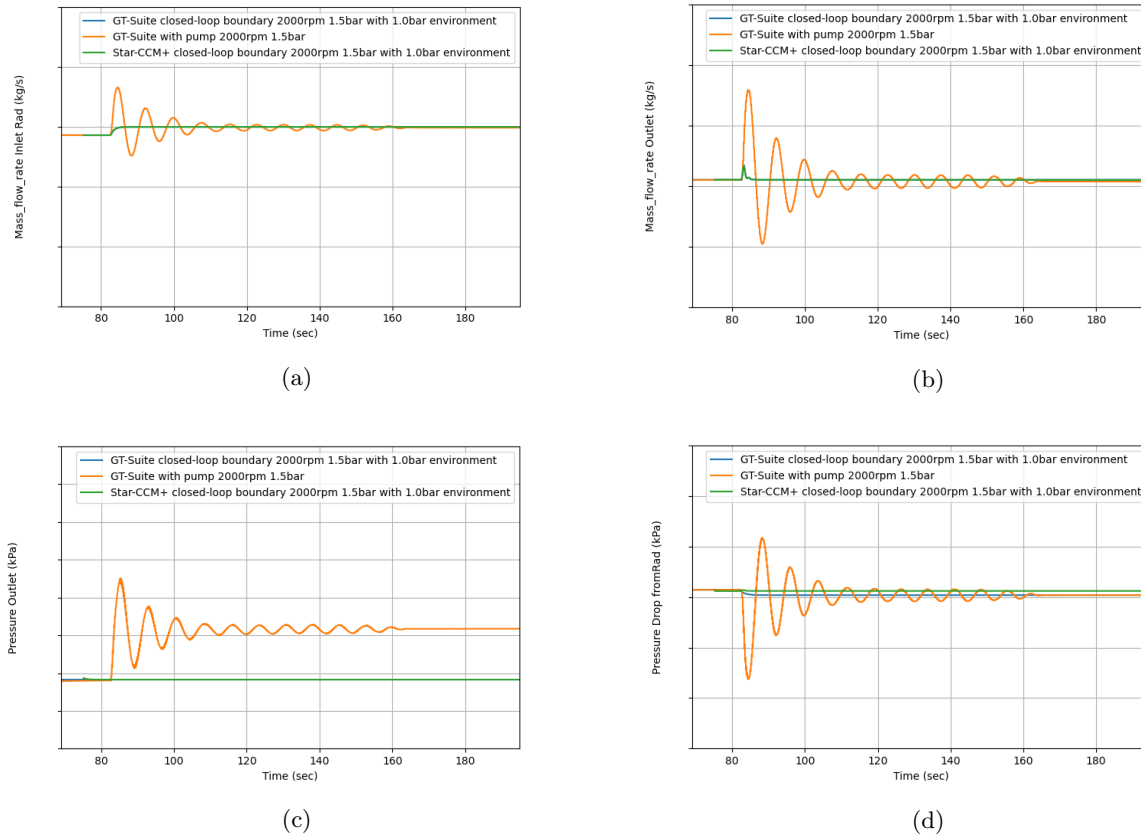 GT-Suite closed-loop boundary 2000rpm 1.5bar with 1.0bar environment
GT-Suite with pump 2000rpm 1.5bar
Star-CCM+ closed-loop boundary 2000rpm 1.5bar with 1.0bar environment
Mass_flow_rate Inlet Rad (kg/s)
80 100 120 140 160 180
Time (sec)
(a)
GT-Suite closed-loop boundary 2000rpm 1.5bar with 1.0bar environment
GT-Suite with pump 2000rpm 1.5bar
Star-CCM+ closed-loop boundary 2000rpm 1.5bar with 1.0bar environment
Mass_flow_rate Outlet (kg/s)
80 100 120 140 160 180
Time (sec)
(b)
GT-Suite closed-loop boundary 2000rpm 1.5bar with 1.0bar environment
GT-Suite with pump 2000rpm 1.5bar
Star-CCM+ closed-loop boundary 2000rpm 1.5bar with 1.0bar environment
Pressure Outlet (kPa)
80 100 120 140 160 180
Time (sec)
(c)
GT-Suite closed-loop boundary 2000rpm 1.5bar with 1.0bar environment
GT-Suite with pump 2000rpm 1.5bar
Star-CCM+ closed-loop boundary 2000rpm 1.5bar with 1.0bar environment
Pressure Drop fromRad (kPa)
80 100 120 140 160 180
Time (sec)
(d)